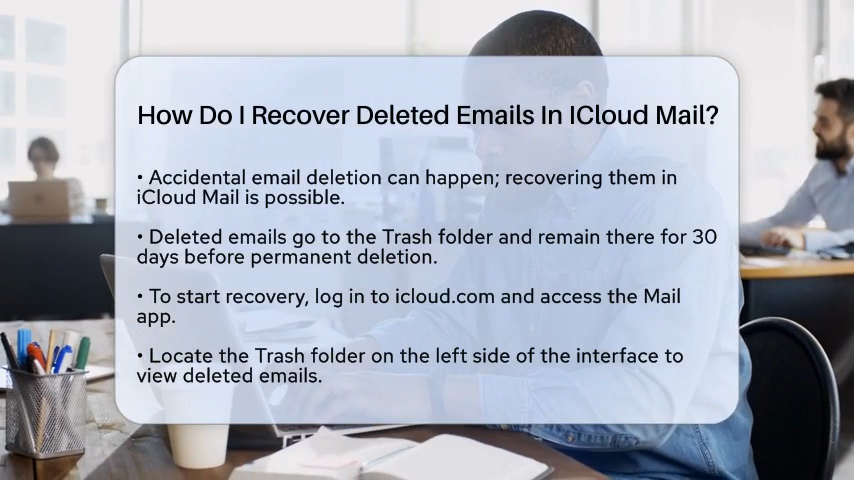 How Do I Recover Deleted Emails In ICloud Mail?
• Accidental email deletion can happen; recovering them in
iCloud Mail is possible.
• Deleted emails go to the Trash folder and remain there for 30
days before permanent deletion.
• To start recovery, log in to icloud.com and access the Mail
app.
• Locate the Trash folder on the left side of the interface to
view deleted emails.